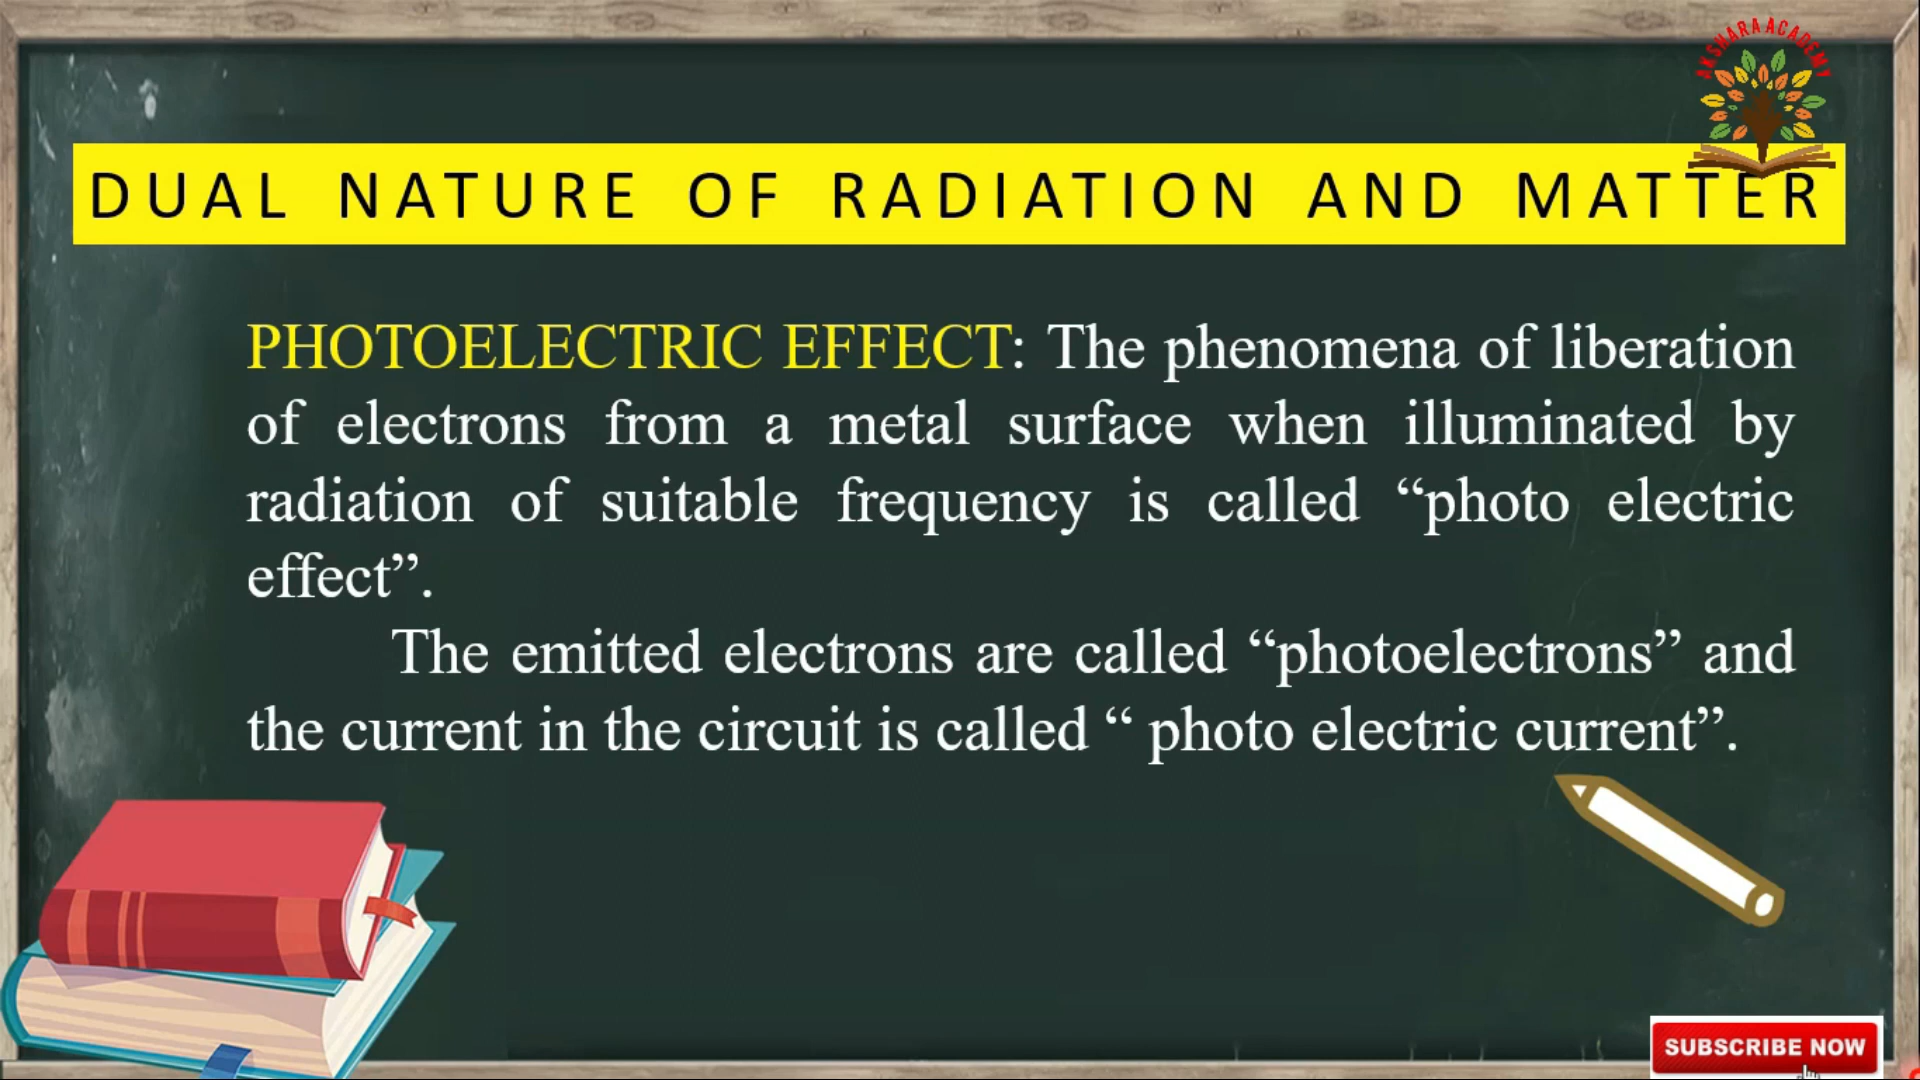 AKSHARA ACADEMY
DUAL NATURE OF RADIATION AND MATTER
PHOTOELECTRIC EFFECT: The phenomena of liberation
of electrons from a metal surface when illuminated by
radiation of suitable frequency is called “photo electric
effect”.
The emitted electrons are called “photoelectrons” and
the current in the circuit is called “ photo electric current”.
SUBSCRIBE NOW